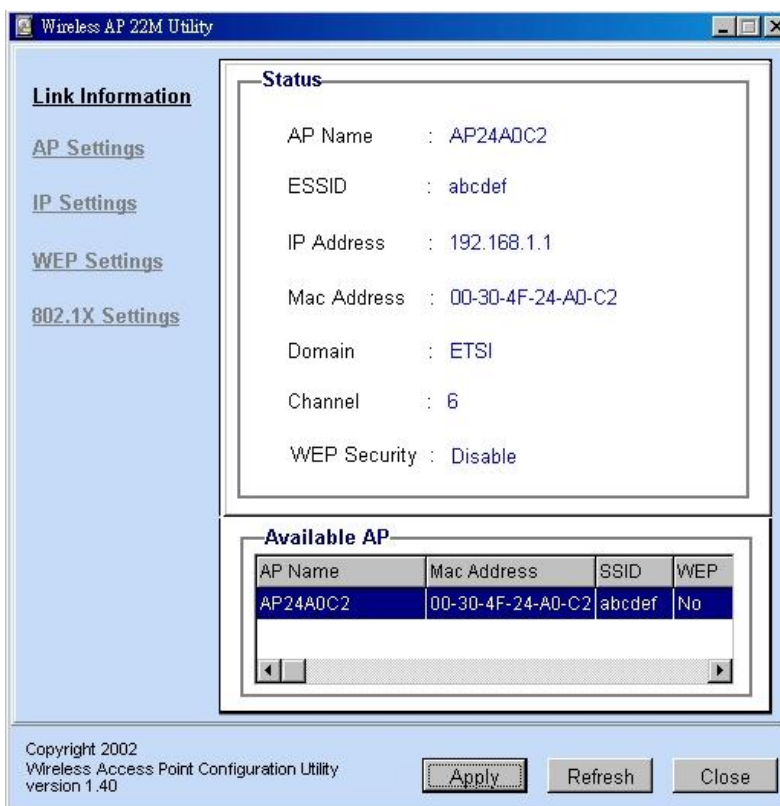 Wireless AP 22M Utility
Link Information
AP Settings
IP Settings
WEP Settings
802.1X Settings
Status
AP Name : AP24A0C2
ESSID : abcdef
IP Address : 192.168.1.1
Mac Address : 00-30-4F-24-A0-C2
Domain : ETSI
Channel : 6
WEP Security : Disable
Available AP
AP Name Mac Address SSID WEP
AP24A0C2 00-30-4F-24-A0-C2 abcdef No
Copyright 2002
Wireless Access Point Configuration Utility
version 1.40
Apply Refresh Close